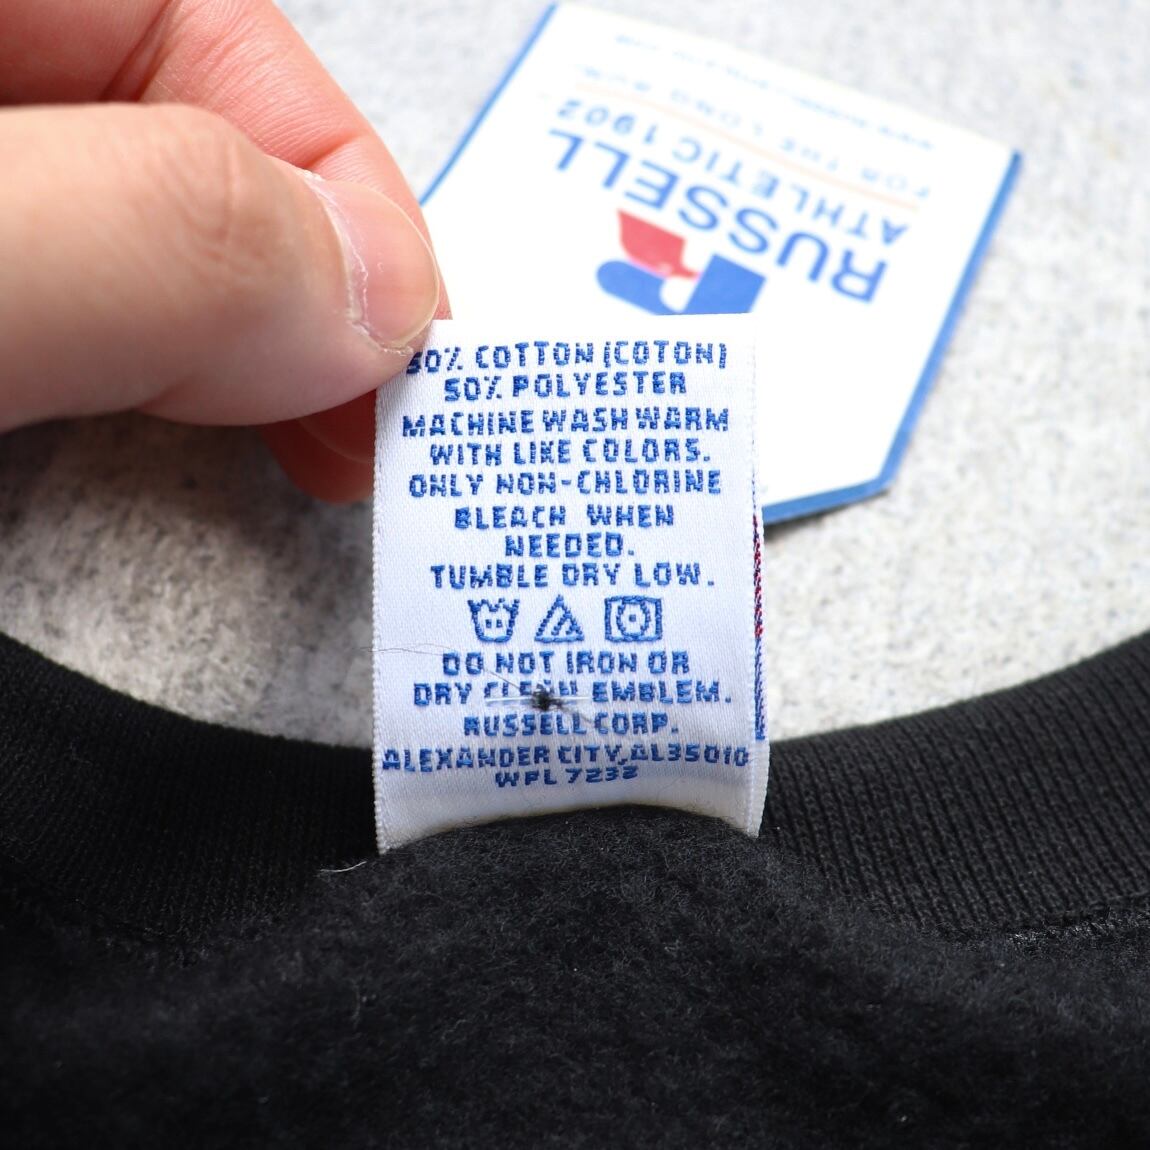 50% COTTON (COTON)
50% POLYESTER
MACHINE WASH WARM
WITH LIKE COLORS.
ONLY NON-CHLORINE
BLEACH WHEN
NEEDED.
TUMBLE DRY LOW.
DO NOT IRON OR
DRY CLEAN EMBLEM.
RUSSELL CORP.
ALEXANDER CITY, AL 35010
WPL 7232
RUSSELL
ATHLETIC 1902
FOR THE LONG RUN.